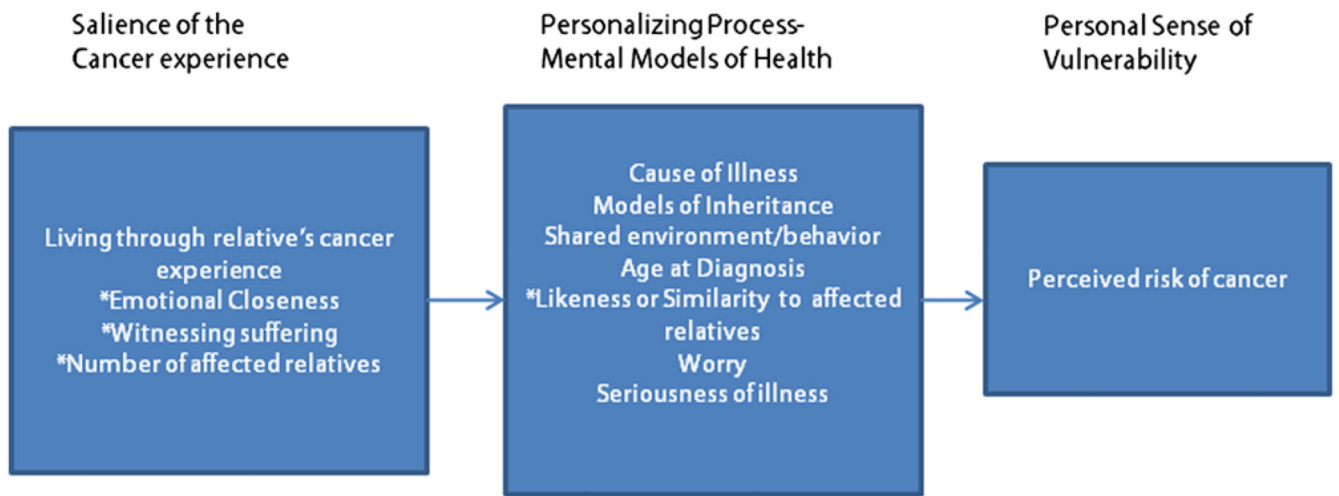 Salience of the
Cancer experience
Personalizing Process-
Mental Models of Health
Personal Sense of
Vulnerability
Living through relative's cancer
experience
*Emotional Closeness
*Witnessing suffering
*Number of affected relatives
Cause of Illness
Models of Inheritance
Shared environment/behavior
Age at Diagnosis
*Likeness or Similarity to affected
relatives
Worry
Seriousness of illness
Perceived risk of cancer